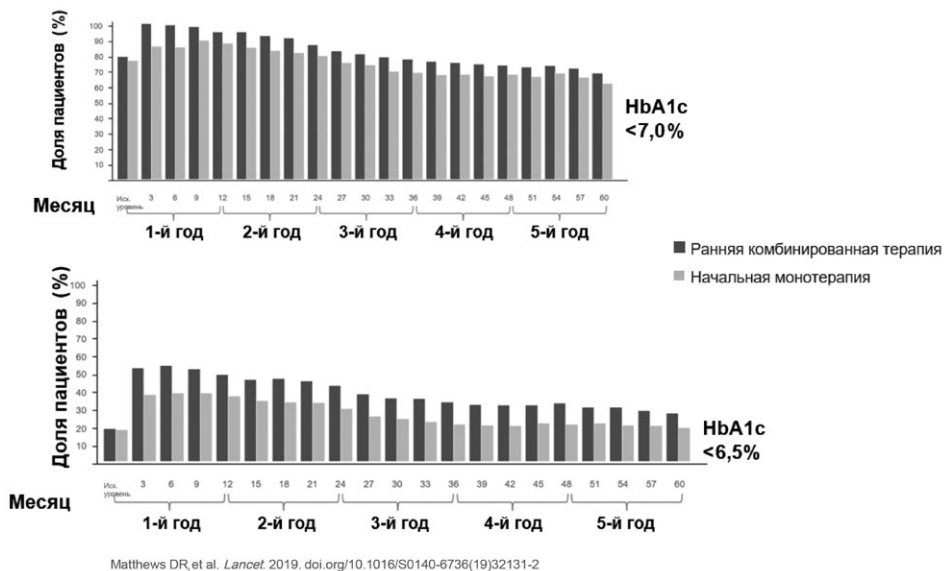 Доля пациентов (%)
100
90
80
70
60
50
40
30
20
10
HbA1c
<7,0%
Месяц
Исх. уровень
3 6 9 12 15 18 21 24 27 30 33 36 39 42 45 48 51 54 57 60
1-й год 2-й год 3-й год 4-й год 5-й год
Ранняя комбинированная терапия
Начальная монотерапия
Доля пациентов (%)
100
90
80
70
60
50
40
30
20
10
HbA1c
<6,5%
Исх. уровень
3 6 9 12 15 18 21 24 27 30 33 36 39 42 45 48 51 54 57 60
Месяц
1-й год 2-й год 3-й год 4-й год 5-й год
Matthews DR, et al. Lancet. 2019. doi.org/10.1016/S0140-6736(19)32131-2